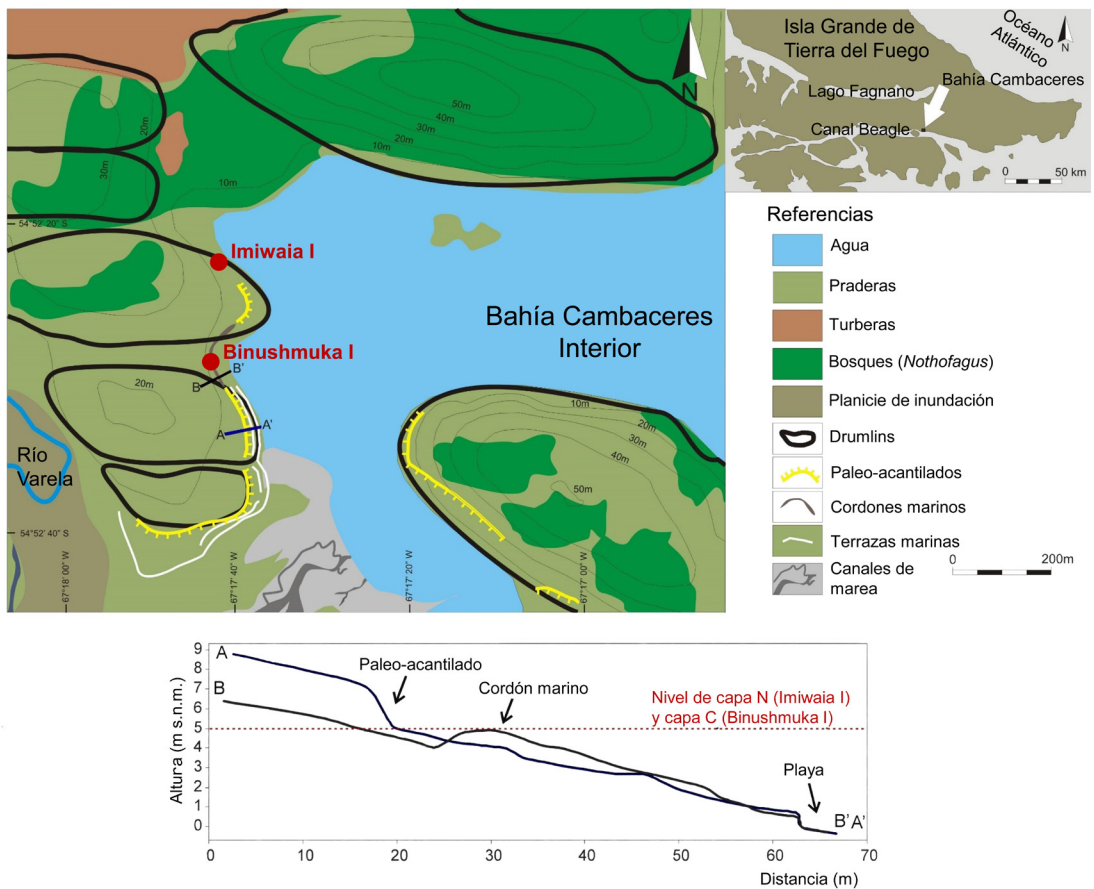 50m
40m
30m
20m
10m
20m
30m
10m
54°52´20´´ S
Imiwaia I
Binushmuka I
B
B'
20m
A
A'
Río
Varela
54°52´40´´ S
Bahía Cambaceres
Interior
10m
20m
30m
40m
50m
67°18´00´´ W
67°17´40´´ W
67°17´20´´ W
67°17´00´´ W
N
Isla Grande de
Tierra del Fuego
Océano
Atlántico
N
Bahía Cambaceres
Lago Fagnano
Canal Beagle
0 50 km
Referencias
Agua
Praderas
Turberas
Bosques (Nothofagus)
Planicie de inundación
Drumlins
Paleo-acantilados
Cordones marinos
Terrazas marinas
Canales de
marea
0 200m
Altura (m s.n.m.)
9
8
7
6
5
4
3
2
1
0
A
B
Paleo-acantilado
Cordón marino
Nivel de capa N (Imiwaia I)
y capa C (Binushmuka I)
Playa
B' A'
0 10 20 30 40 50 60 70
Distancia (m)